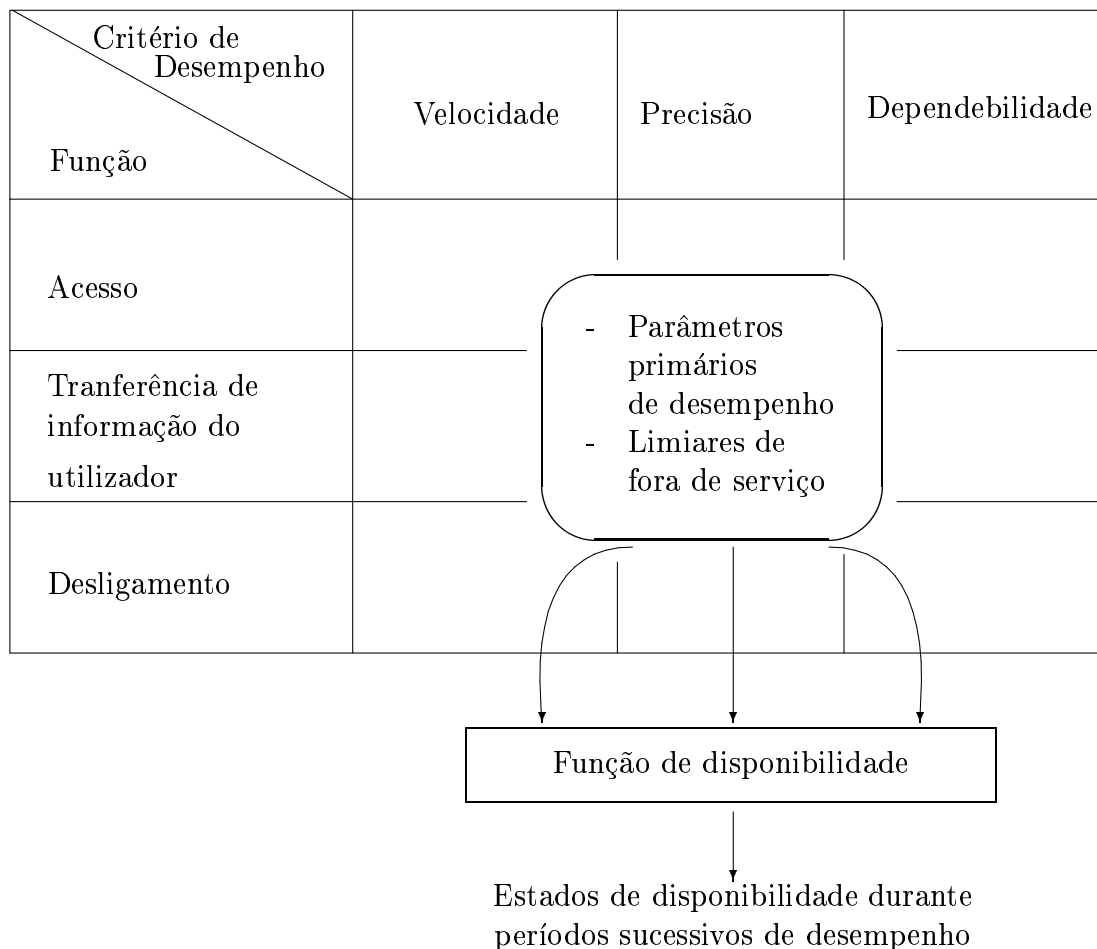 Critério de
Desempenho
Função
Velocidade
Precisão
Dependebilidade
Acesso
- Parâmetros
primários
de desempenho
- Limiares de
fora de serviço
Tranferência de
informação do
utilizador
Desligamento
Função de disponibilidade
Estados de disponibilidade durante
períodos sucessivos de desempenho